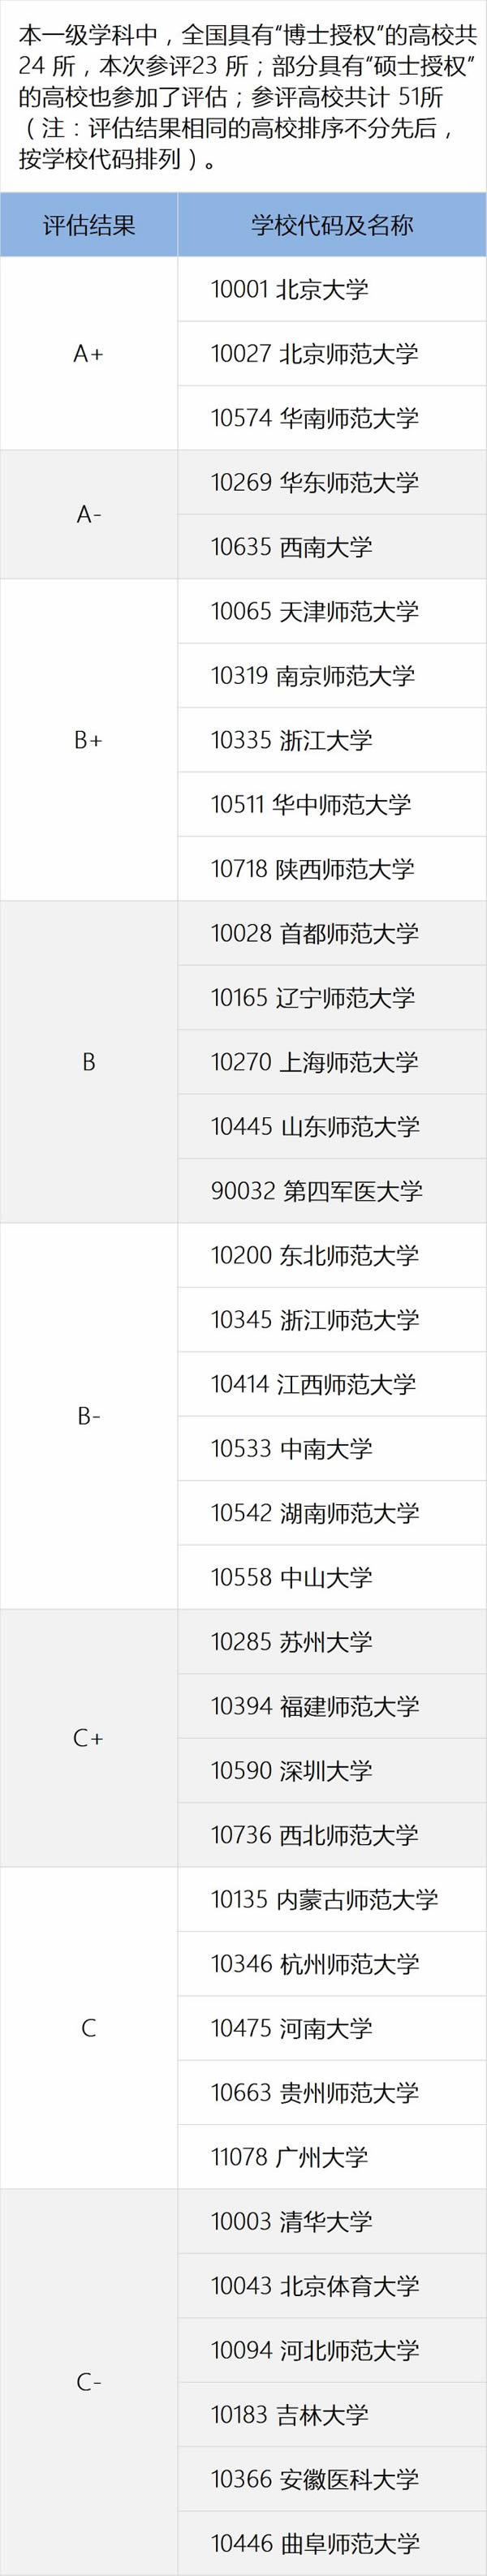 本一级学科中，全国具有“博士授权”的高校共
24 所，本次参评23 所；部分具有“硕士授权”
的高校也参加了评估；参评高校共计 51所
（注：评估结果相同的高校排序不分先后，
按学校代码排列）。
评估结果 学校代码及名称
A+
10001 北京大学
10027 北京师范大学
10574 华南师范大学
A-
10269 华东师范大学
10635 西南大学
B+
10065 天津师范大学
10319 南京师范大学
10335 浙江大学
10511 华中师范大学
10718 陕西师范大学
B
10028 首都师范大学
10165 辽宁师范大学
10270 上海师范大学
10445 山东师范大学
90032 第四军医大学
B-
10200 东北师范大学
10345 浙江师范大学
10414 江西师范大学
10533 中南大学
10542 湖南师范大学
10558 中山大学
C+
10285 苏州大学
10394 福建师范大学
10590 深圳大学
10736 西北师范大学
C
10135 内蒙古师范大学
10346 杭州师范大学
10475 河南大学
10663 贵州师范大学
11078 广州大学
C-
10003 清华大学
10043 北京体育大学
10094 河北师范大学
10183 吉林大学
10366 安徽医科大学
10446 曲阜师范大学